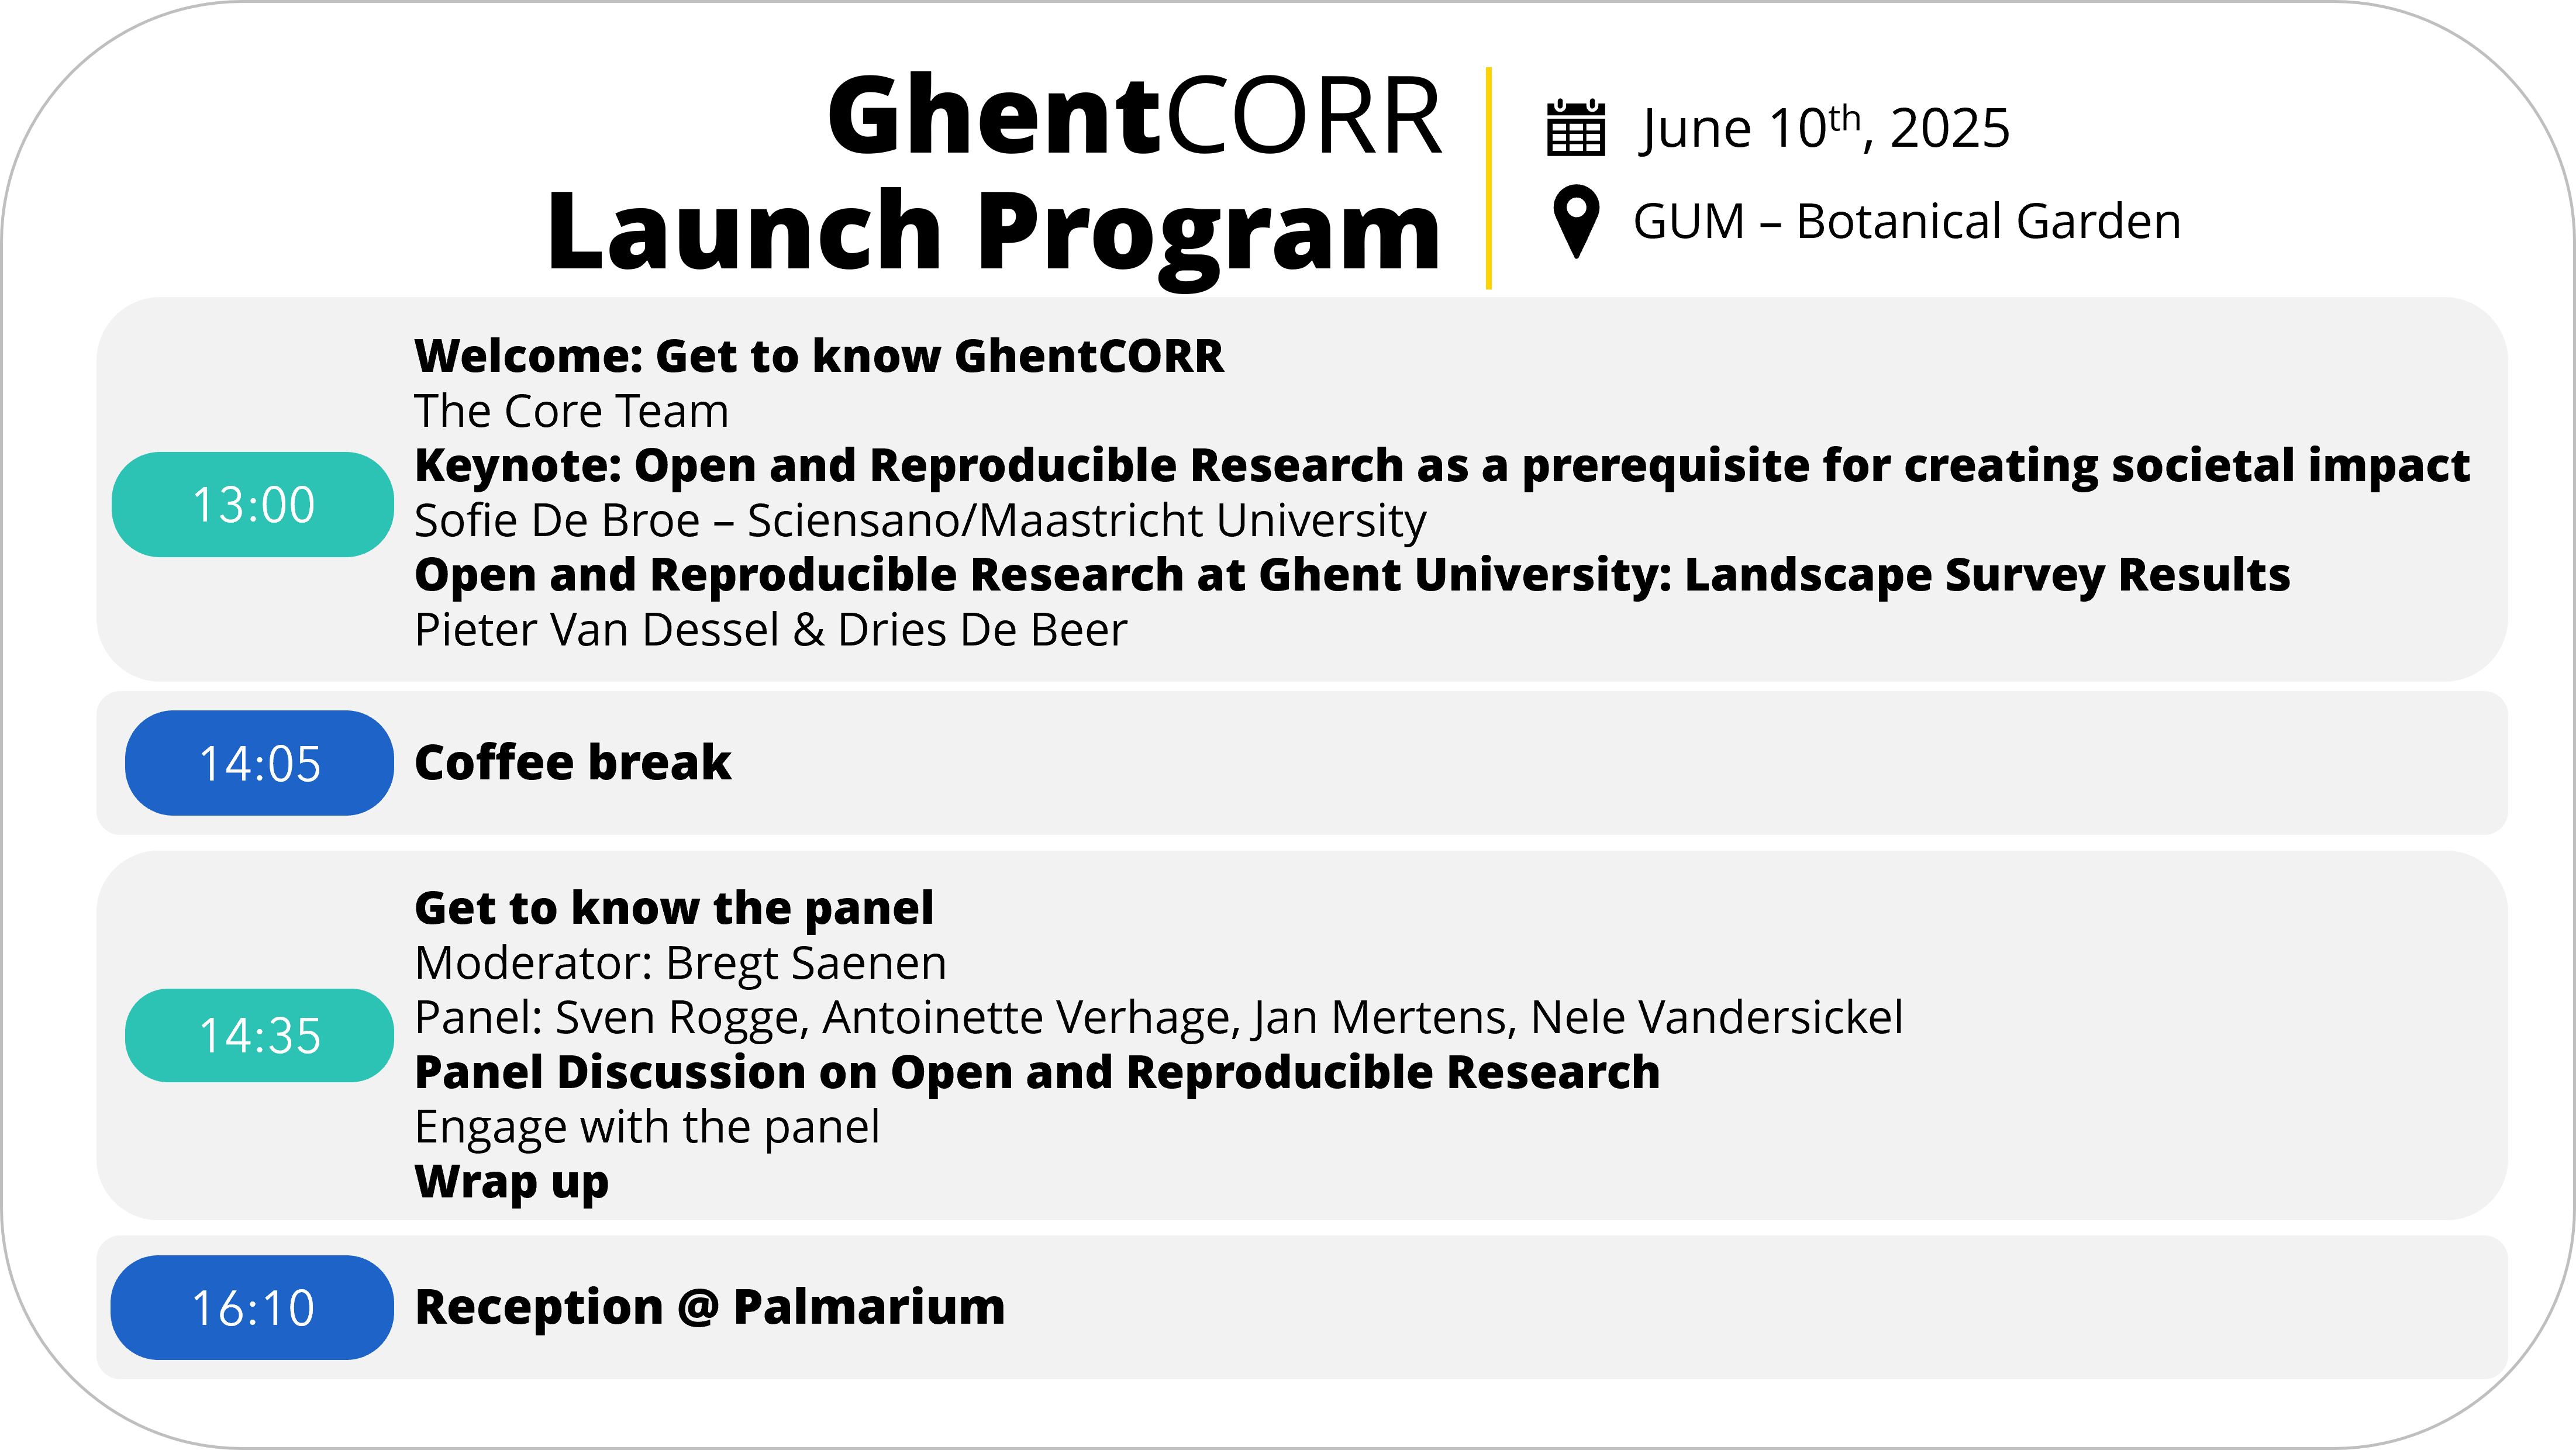 GhentCORR
Launch Program
June 10th, 2025
GUM – Botanical Garden
13:00
Welcome: Get to know GhentCORR
The Core Team
Keynote: Open and Reproducible Research as a prerequisite for creating societal impact
Sofie De Broe – Sciensano/Maastricht University
Open and Reproducible Research at Ghent University: Landscape Survey Results
Pieter Van Dessel & Dries De Beer
14:05
Coffee break
14:35
Get to know the panel
Moderator: Bregt Saenen
Panel: Sven Rogge, Antoinette Verhage, Jan Mertens, Nele Vandersickel
Panel Discussion on Open and Reproducible Research
Engage with the panel
Wrap up
16:10
Reception @ Palmarium